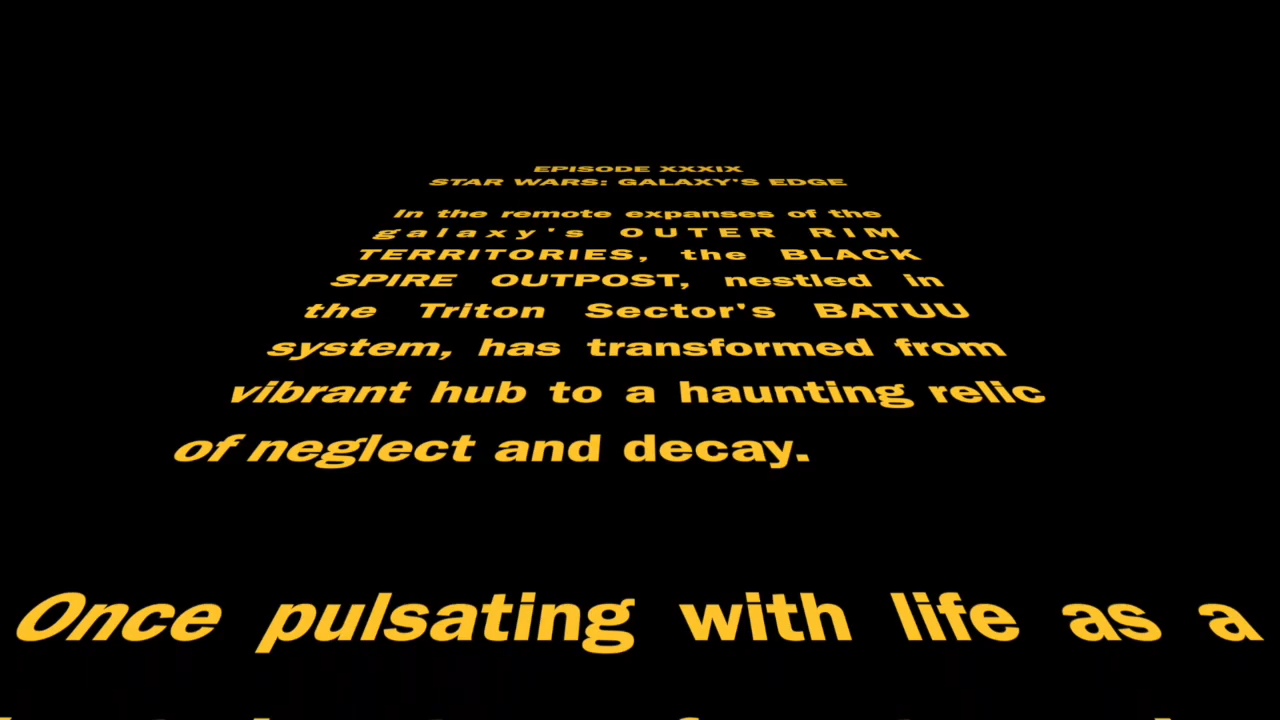 EPISODE XXXIX
STAR WARS: GALAXY'S EDGE
In the remote expanses of the
galaxy's OUTER RIM
TERRITORIES, the BLACK
SPIRE OUTPOST, nestled in
the Triton Sector's BATUU
system, has transformed from
vibrant hub to a haunting relic
of neglect and decay.
Once pulsating with life as a